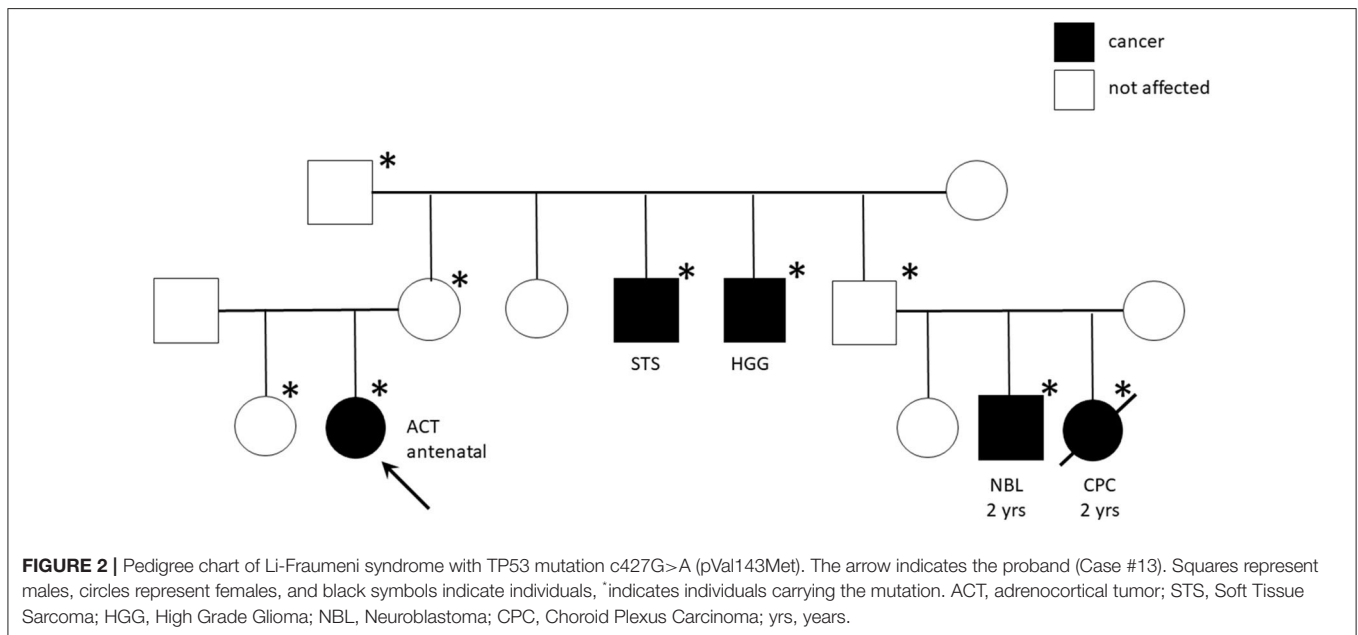 cancer
not affected
*
* * * *
STS HGG
* * * *
ACT
antenatal
NBL CPC
2 yrs 2 yrs
FIGURE 2 | Pedigree chart of Li-Fraumeni syndrome with TP53 mutation c427G>A (pVal143Met). The arrow indicates the proband (Case #13). Squares represent
males, circles represent females, and black symbols indicate individuals, *indicates individuals carrying the mutation. ACT, adrenocortical tumor; STS, Soft Tissue
Sarcoma; HGG, High Grade Glioma; NBL, Neuroblastoma; CPC, Choroid Plexus Carcinoma; yrs, years.